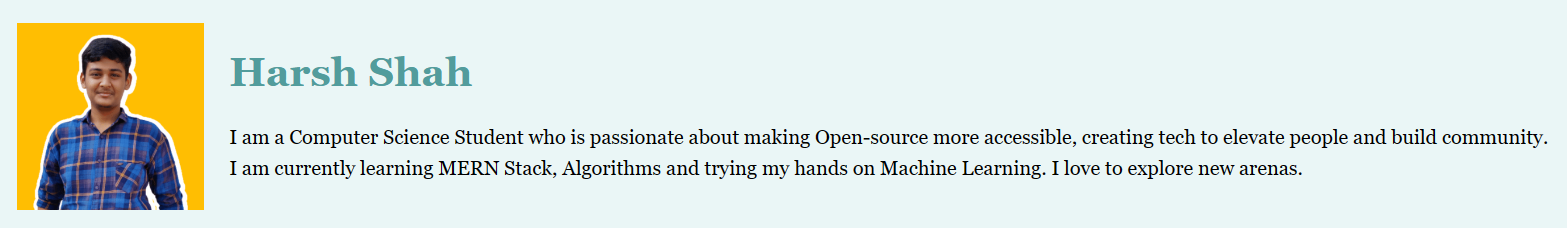 Harsh Shah
I am a Computer Science Student who is passionate about making Open-source more accessible, creating tech to elevate people and build community.
I am currently learning MERN Stack, Algorithms and trying my hands on Machine Learning. I love to explore new arenas.